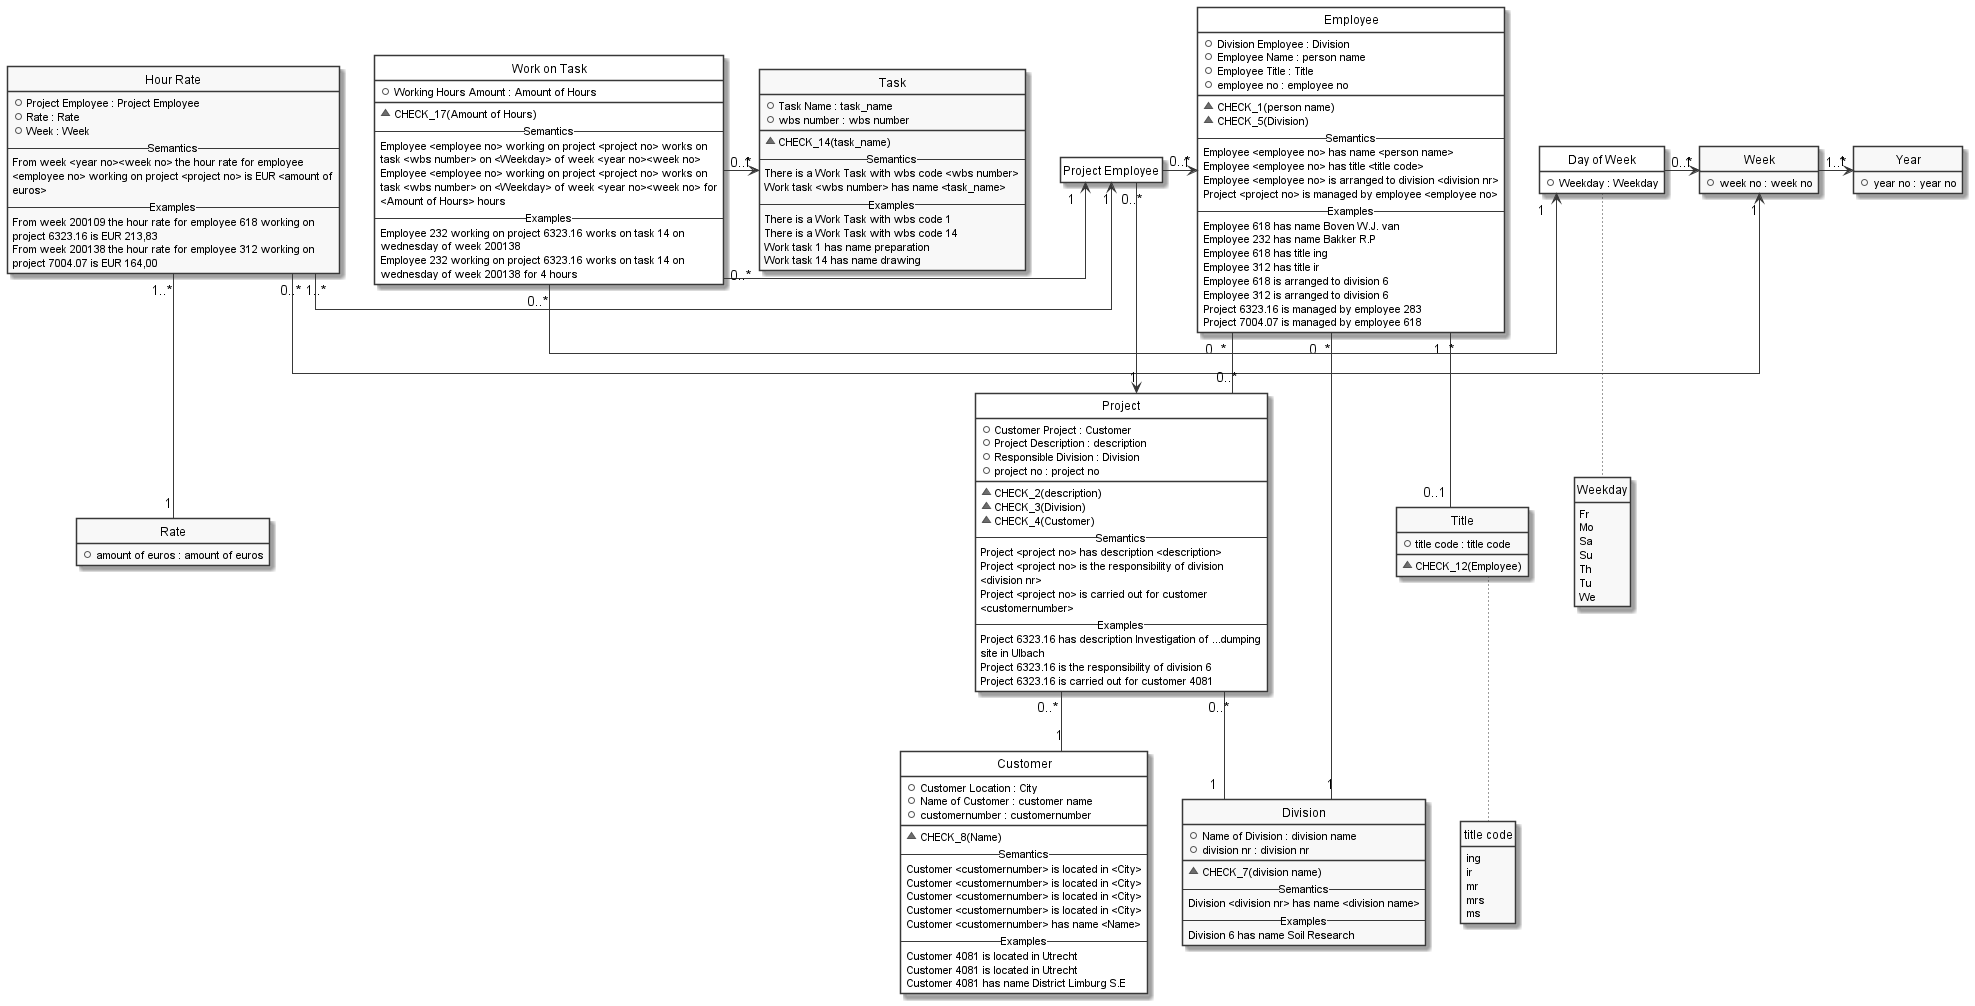 Hour Rate
Project Employee : Project Employee
Rate : Rate
Week : Week
Semantics
From week <year no><week no> the hour rate for employee
<employee no> working on project <project no> is EUR <amount of
euros>
Examples
From week 200109 the hour rate for employee 618 working on
project 6323.16 is EUR 213,83
From week 200138 the hour rate for employee 312 working on
project 7004.07 is EUR 164,00
1..*
0..*
1..*
1
Rate
amount of euros : amount of euros
Work on Task
Working Hours Amount : Amount of Hours
CHECK_17(Amount of Hours)
Semantics
Employee <employee no> working on project <project no> works on
task <wbs number> on <Weekday> of week <year no><week no>
Employee <employee no> working on project <project no> works on
task <wbs number> on <Weekday> of week <year no><week no> for
<Amount of Hours> hours
Examples
Employee 232 working on project 6323.16 works on task 14 on
wednesday of week 200138
Employee 232 working on project 6323.16 works on task 14 on
wednesday of week 200138 for 4 hours
0..*
1
0..*
0..*
Task
Task Name : task_name
wbs number : wbs number
CHECK_14(task_name)
Semantics
There is a Work Task with wbs code <wbs number>
Work task <wbs number> has name <task_name>
Examples
There is a Work Task with wbs code 1
There is a Work Task with wbs code 14
Work task 1 has name preparation
Work task 14 has name drawing
Project Employee
1
1
0..*
0..*
1
1
Employee
Division Employee : Division
Employee Name : person name
Employee Title : Title
employee no : employee no
CHECK_1(person name)
CHECK_5(Division)
Semantics
Employee <employee no> has name <person name>
Employee <employee no> has title <title code>
Employee <employee no> is arranged to division <division nr>
Project <project no> is managed by employee <employee no>
Examples
Employee 618 has name Boven W.J. van
Employee 232 has name Bakker R.P
Employee 618 has title ing
Employee 312 has title ir
Employee 618 is arranged to division 6
Employee 312 is arranged to division 6
Project 6323.16 is managed by employee 283
Project 7004.07 is managed by employee 618
0..*
0..*
1..*
0..*
Day of Week
Weekday : Weekday
1
0..*
1
Week
week no : week no
1
1..*
1
Year
year no : year no
Project
Customer Project : Customer
Project Description : description
Responsible Division : Division
project no : project no
CHECK_2(description)
CHECK_3(Division)
CHECK_4(Customer)
Semantics
Project <project no> has description <description>
Project <project no> is the responsibility of division
<division nr>
Project <project no> is carried out for customer
<customernumber>
Examples
Project 6323.16 has description Investigation of ...dumping
site in Ulbach
Project 6323.16 is the responsibility of division 6
Project 6323.16 is carried out for customer 4081
0..*
0..*
1
1
1
0..1
Title
title code : title code
CHECK_12(Employee)
Weekday
Fr
Mo
Sa
Su
Th
Tu
We
Customer
Customer Location : City
Name of Customer : customer name
customernumber : customernumber
CHECK_8(Name)
Semantics
Customer <customernumber> is located in <City>
Customer <customernumber> is located in <City>
Customer <customernumber> is located in <City>
Customer <customernumber> is located in <City>
Customer <customernumber> has name <Name>
Examples
Customer 4081 is located in Utrecht
Customer 4081 is located in Utrecht
Customer 4081 has name District Limburg S.E
Division
Name of Division : division name
division nr : division nr
CHECK_7(division name)
Semantics
Division <division nr> has name <division name>
Examples
Division 6 has name Soil Research
title code
ing
ir
mr
mrs
ms